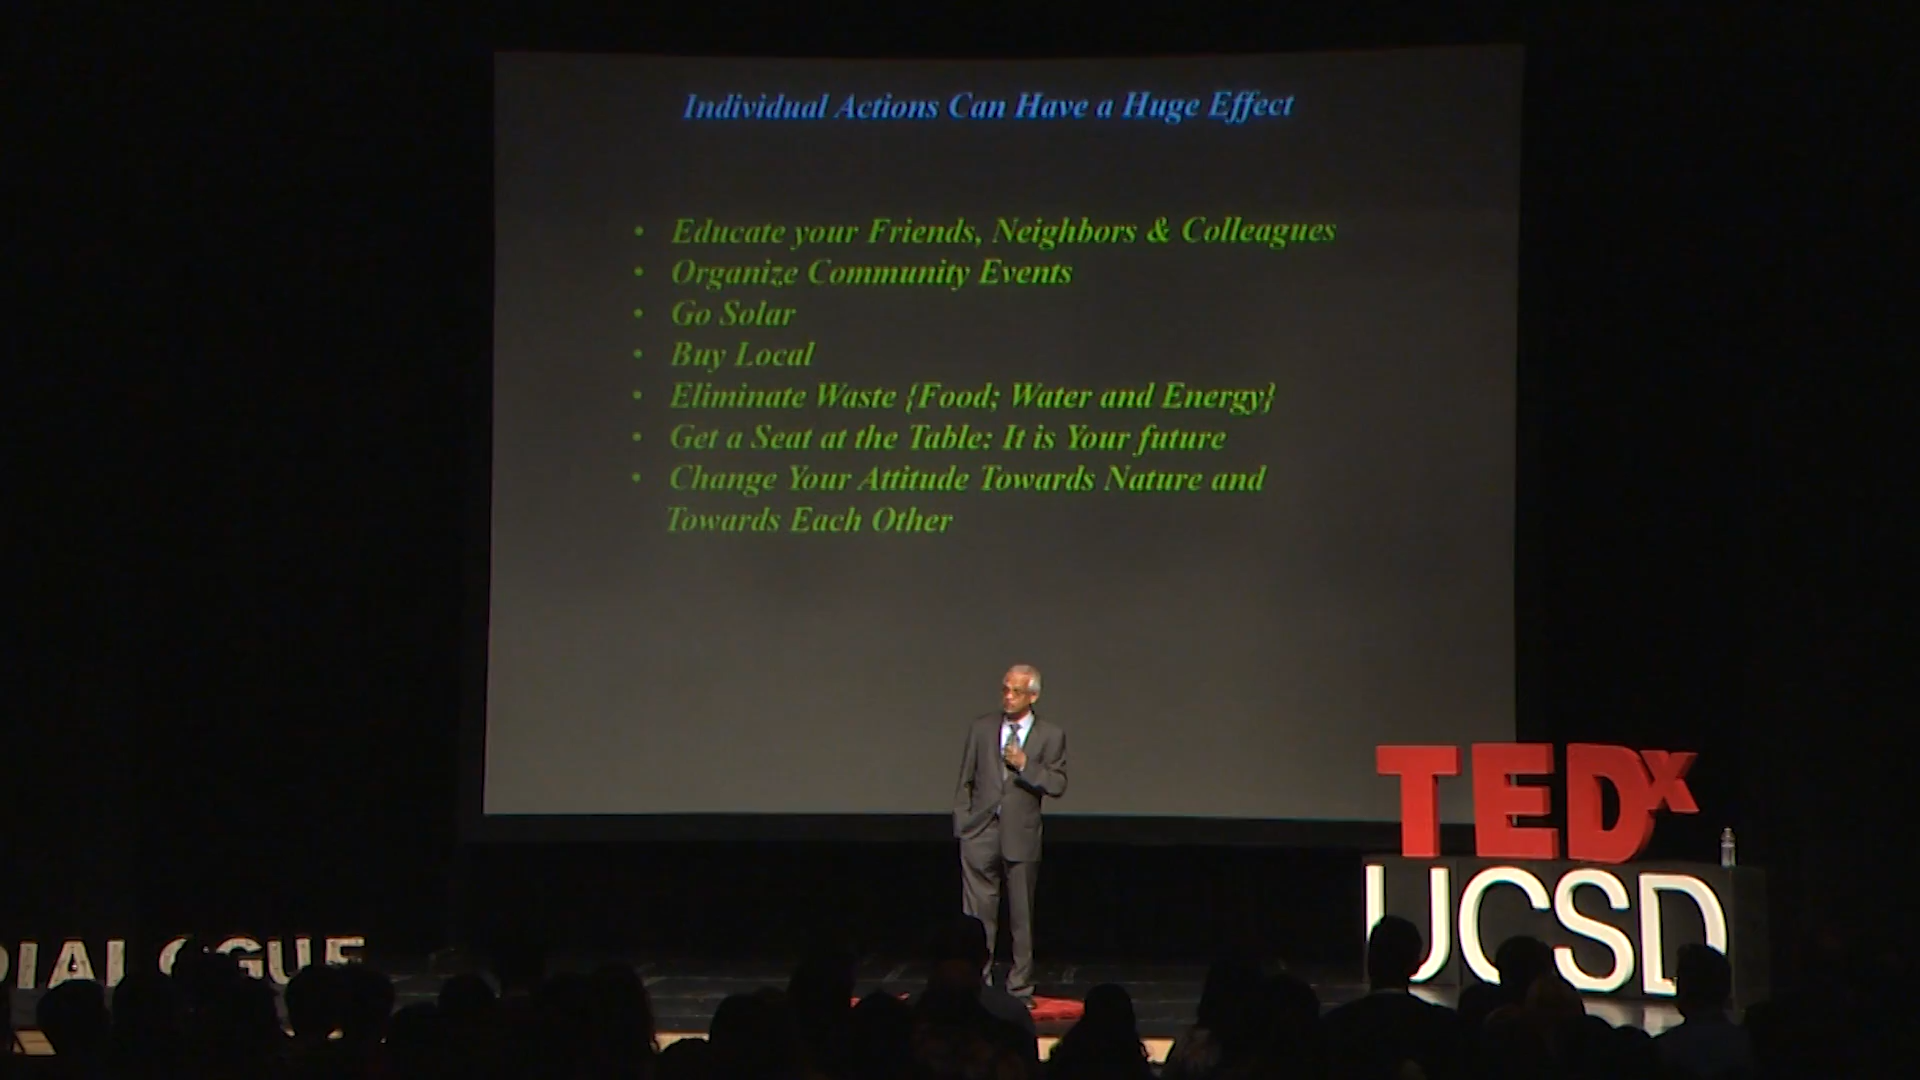 Individual Actions Can Have a Huge Effect
• Educate your Friends, Neighbors & Colleagues
• Organize Community Events
• Go Solar
• Buy Local
• Eliminate Waste {Food; Water and Energy}
• Get a Seat at the Table: It is Your future
• Change Your Attitude Towards Nature and
Towards Each Other
TEDx
UCSD
DIALOGUE